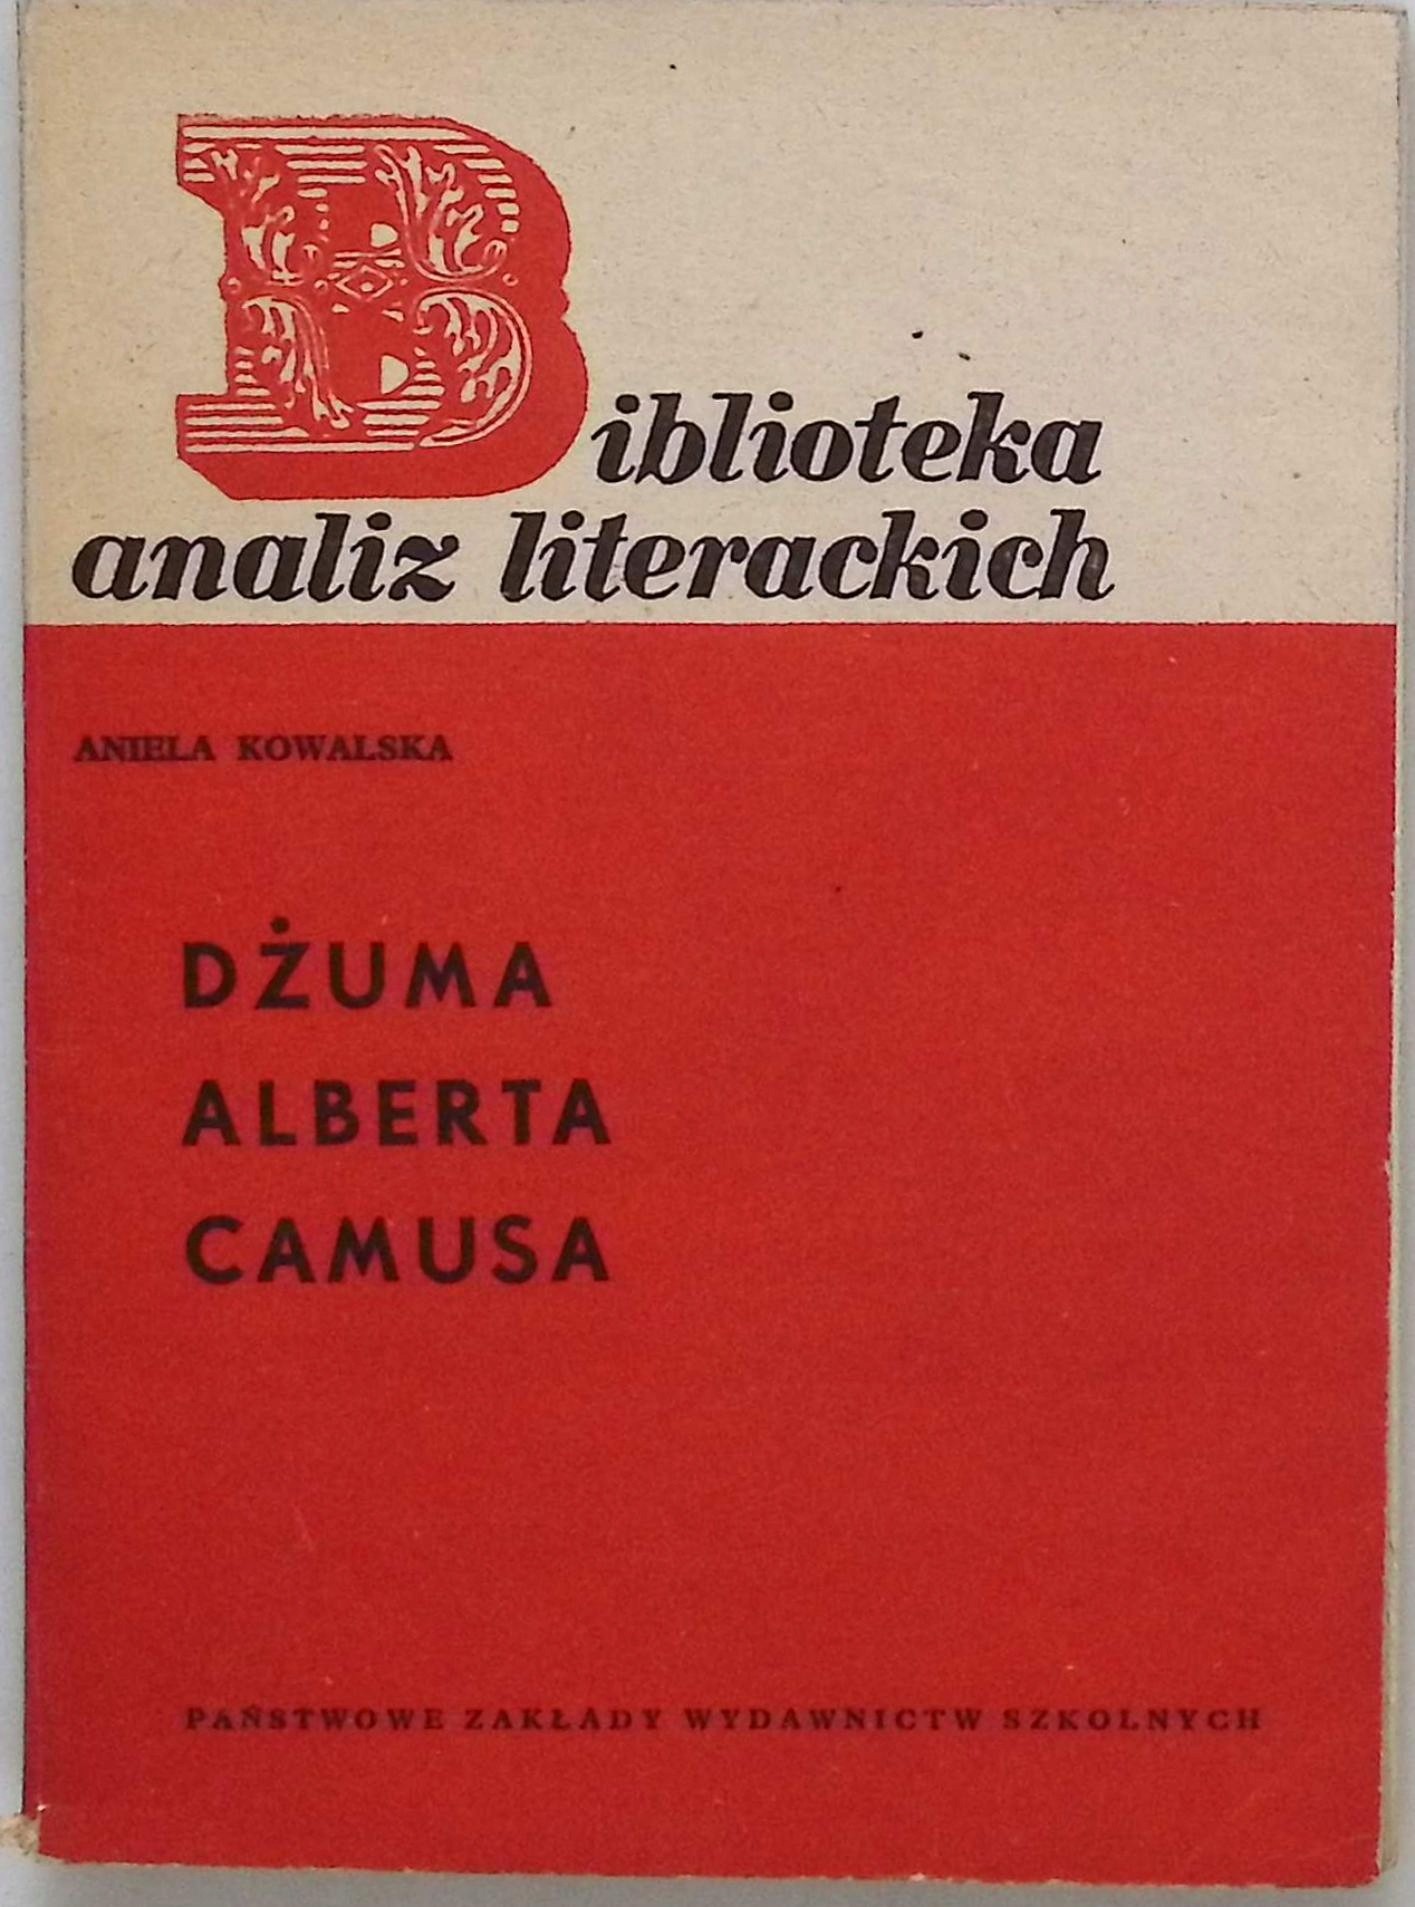 Biblioteka
analiz literackich
ANIELA KOWALSKA
DŻUMA
ALBERTA
CAMUSA
PAŃSTWOWE ZAKŁADY WYDAWNICTW SZKOLNYCH